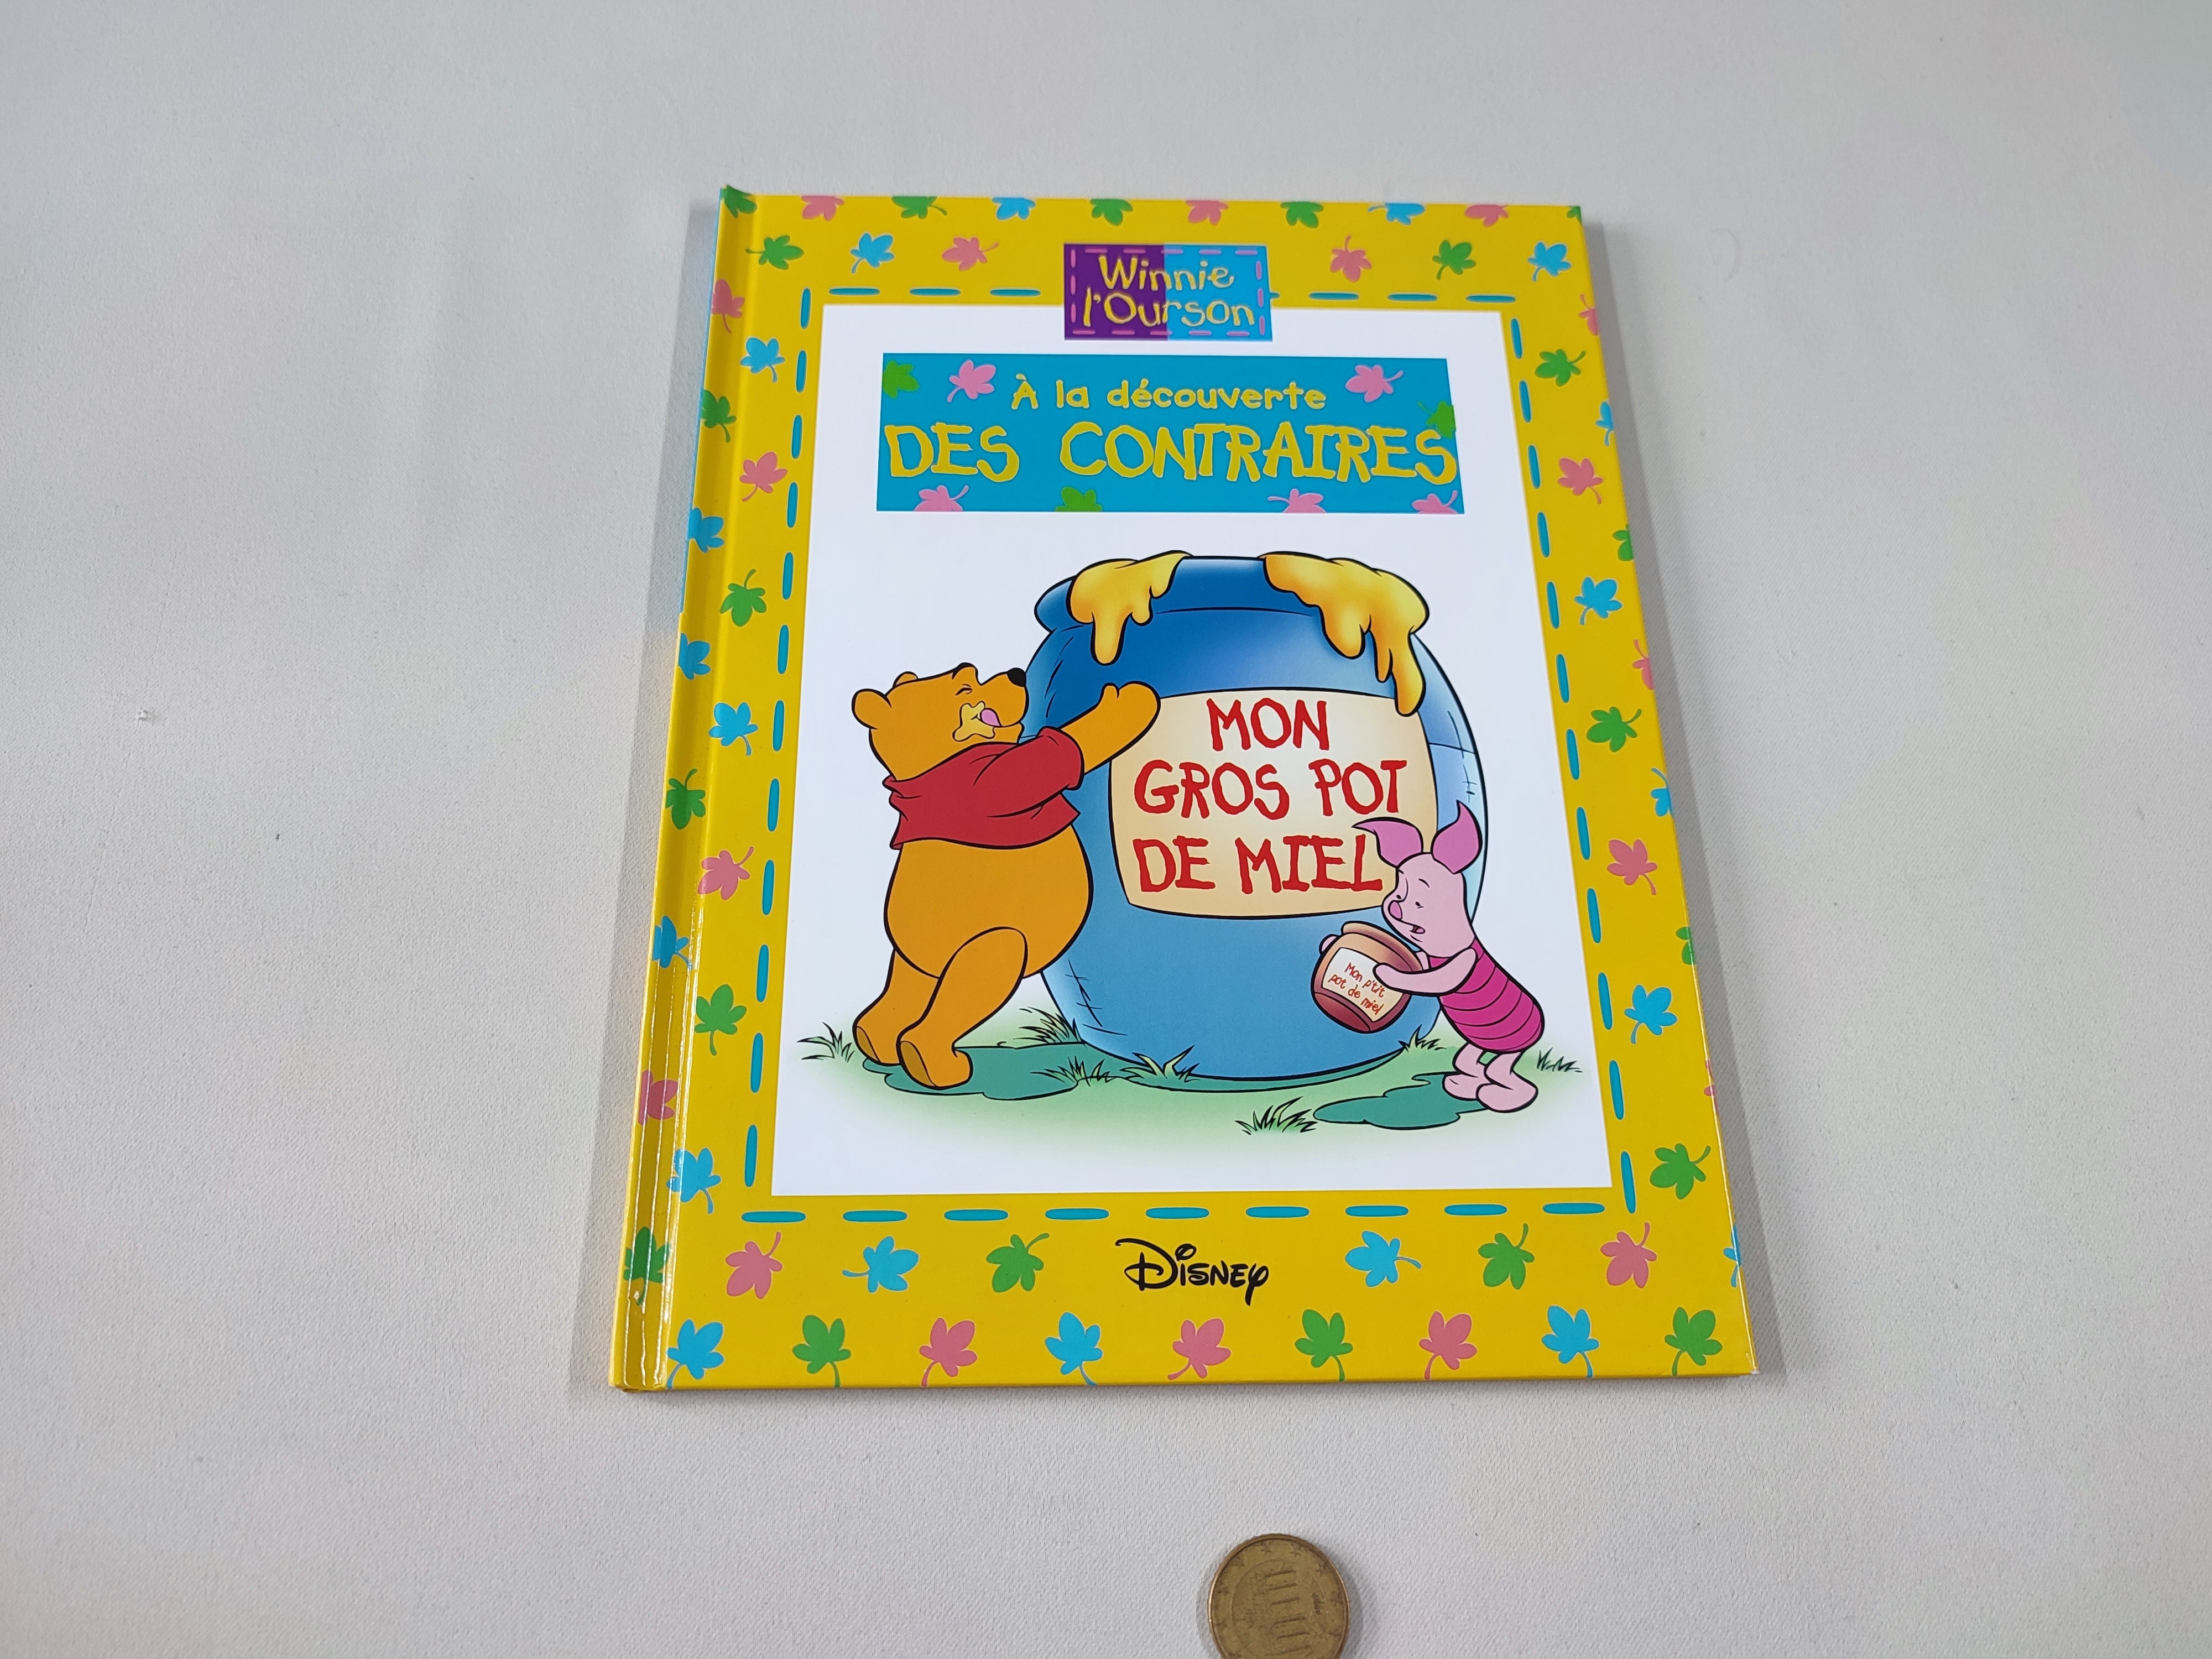 Winnie
l'Ourson
À la découverte
DES CONTRAIRES
MON
GROS POT
DE MIEL
Mon p'tit
pot de miel
DISNEY